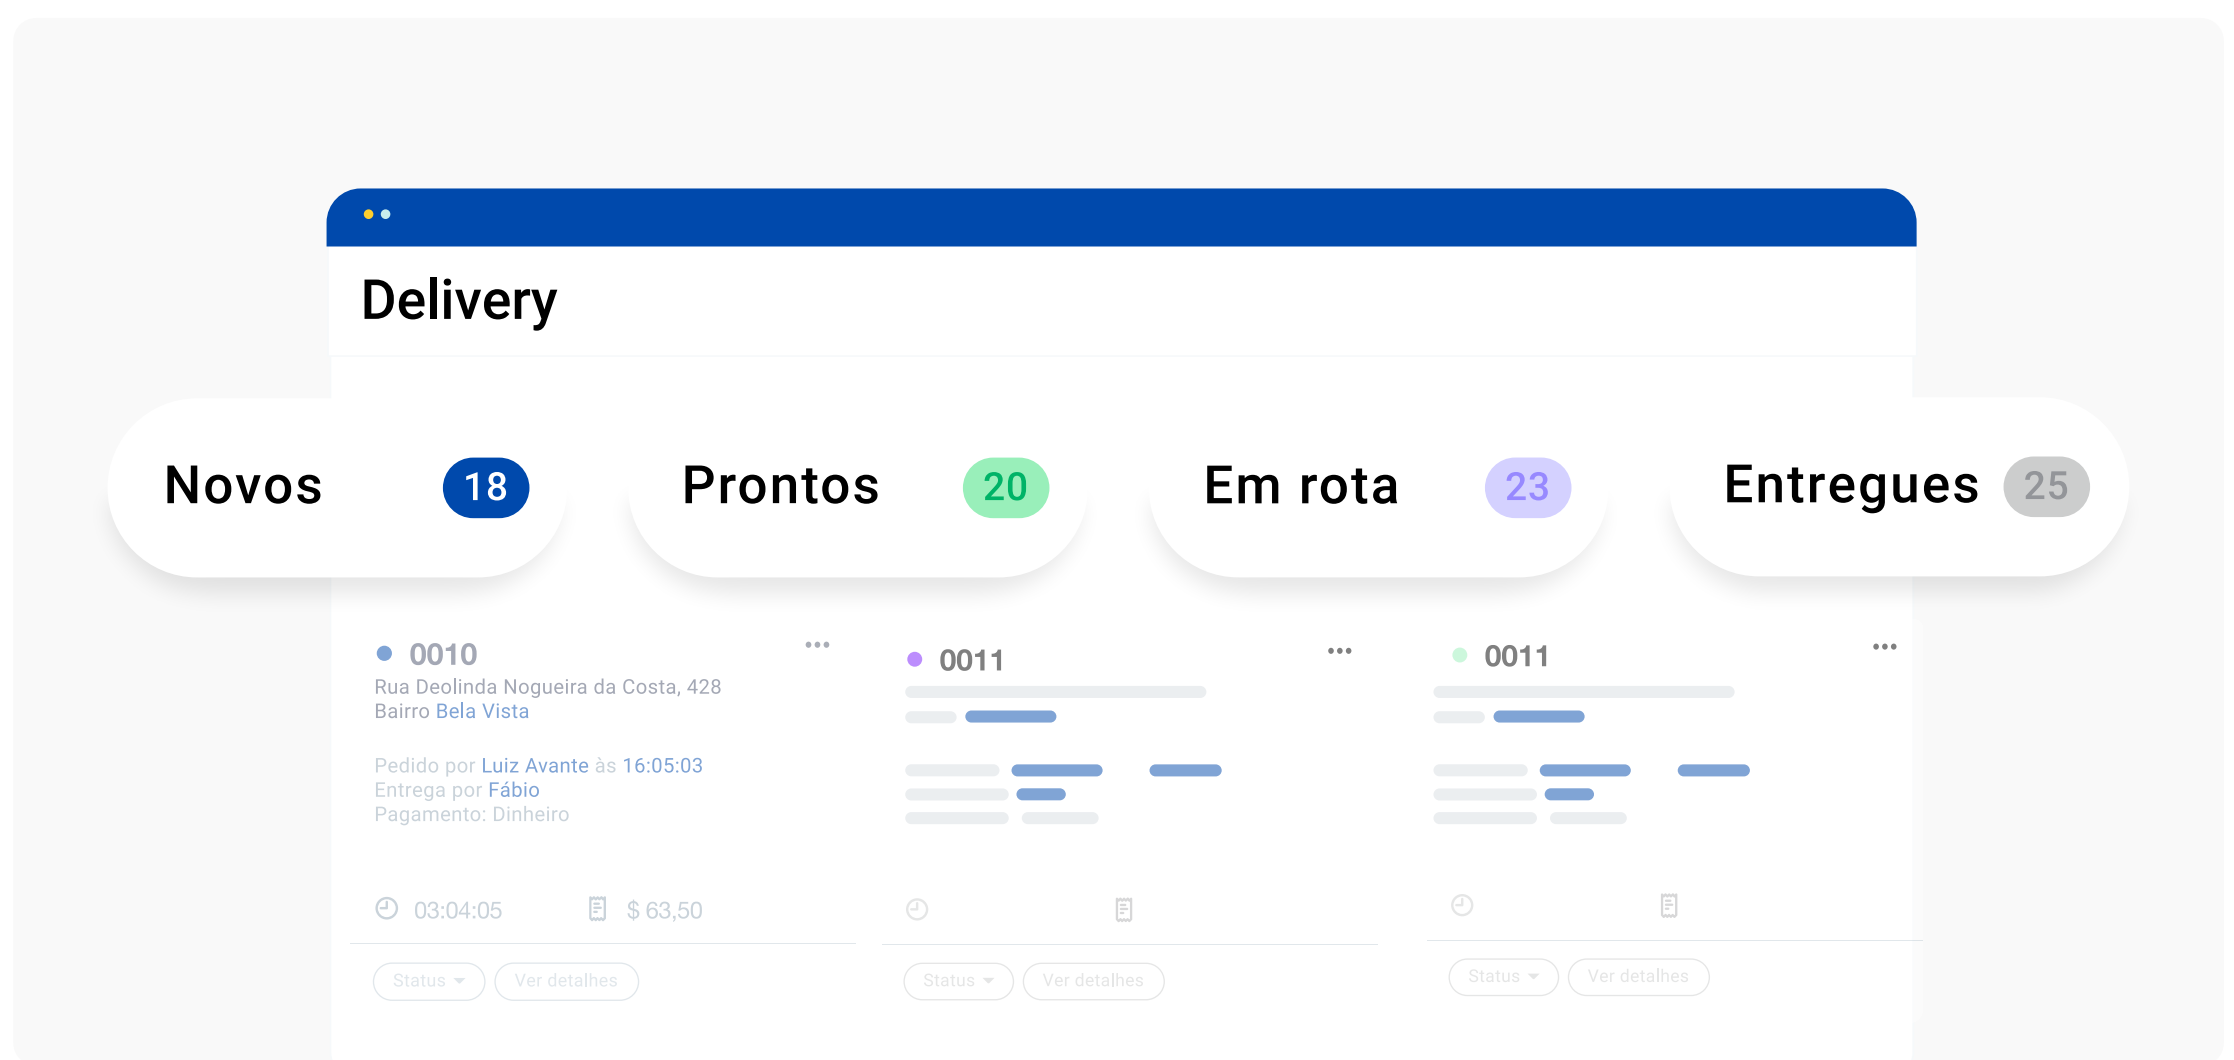 Delivery
Novos 18
Prontos 20
Em rota 23
Entregues 25
0010
Rua Deolinda Nogueira da Costa, 428
Bairro Bela Vista
Pedido por Luiz Avante às 16:05:03
Entrega por Fábio
Pagamento: Dinheiro
03:04:05 $ 63,50
Status Ver detalhes
0011
Status Ver detalhes
0011
Status Ver detalhes